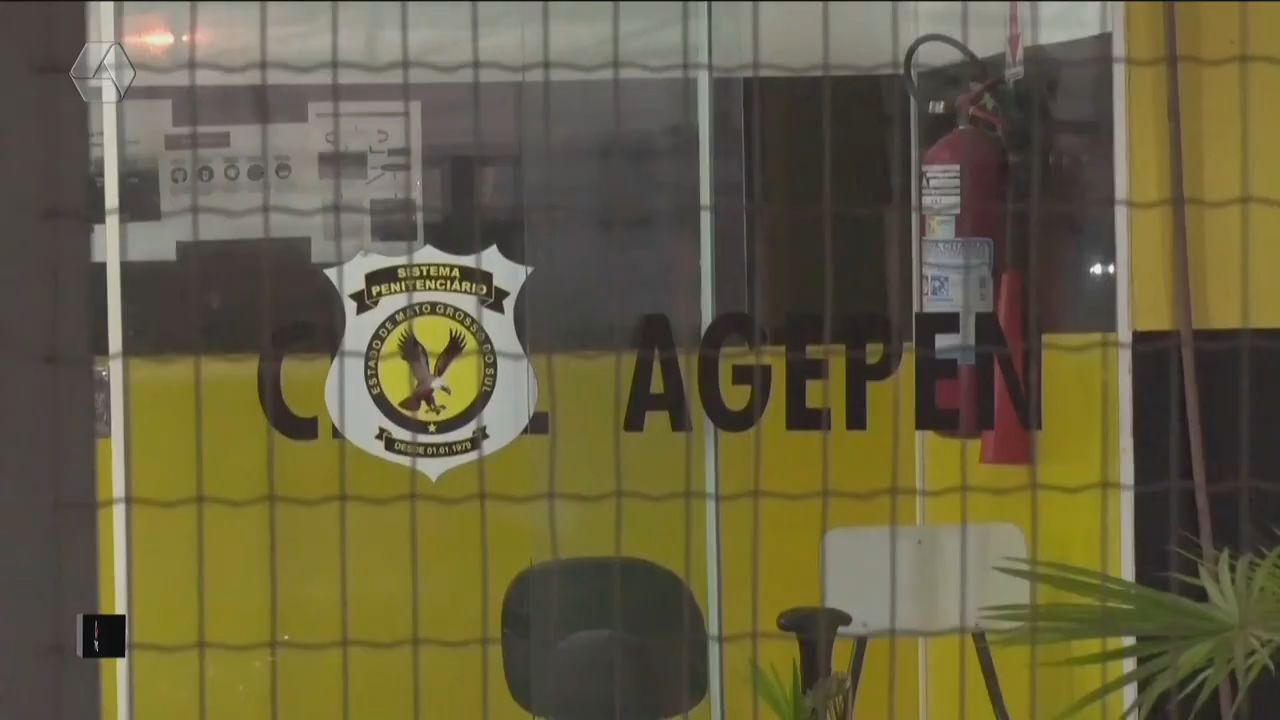 SISTEMA
PENITENCIÁRIO
ESTADO DE MATO GROSSO DO SUL
DESDE 01.01.1979
AGEPEN